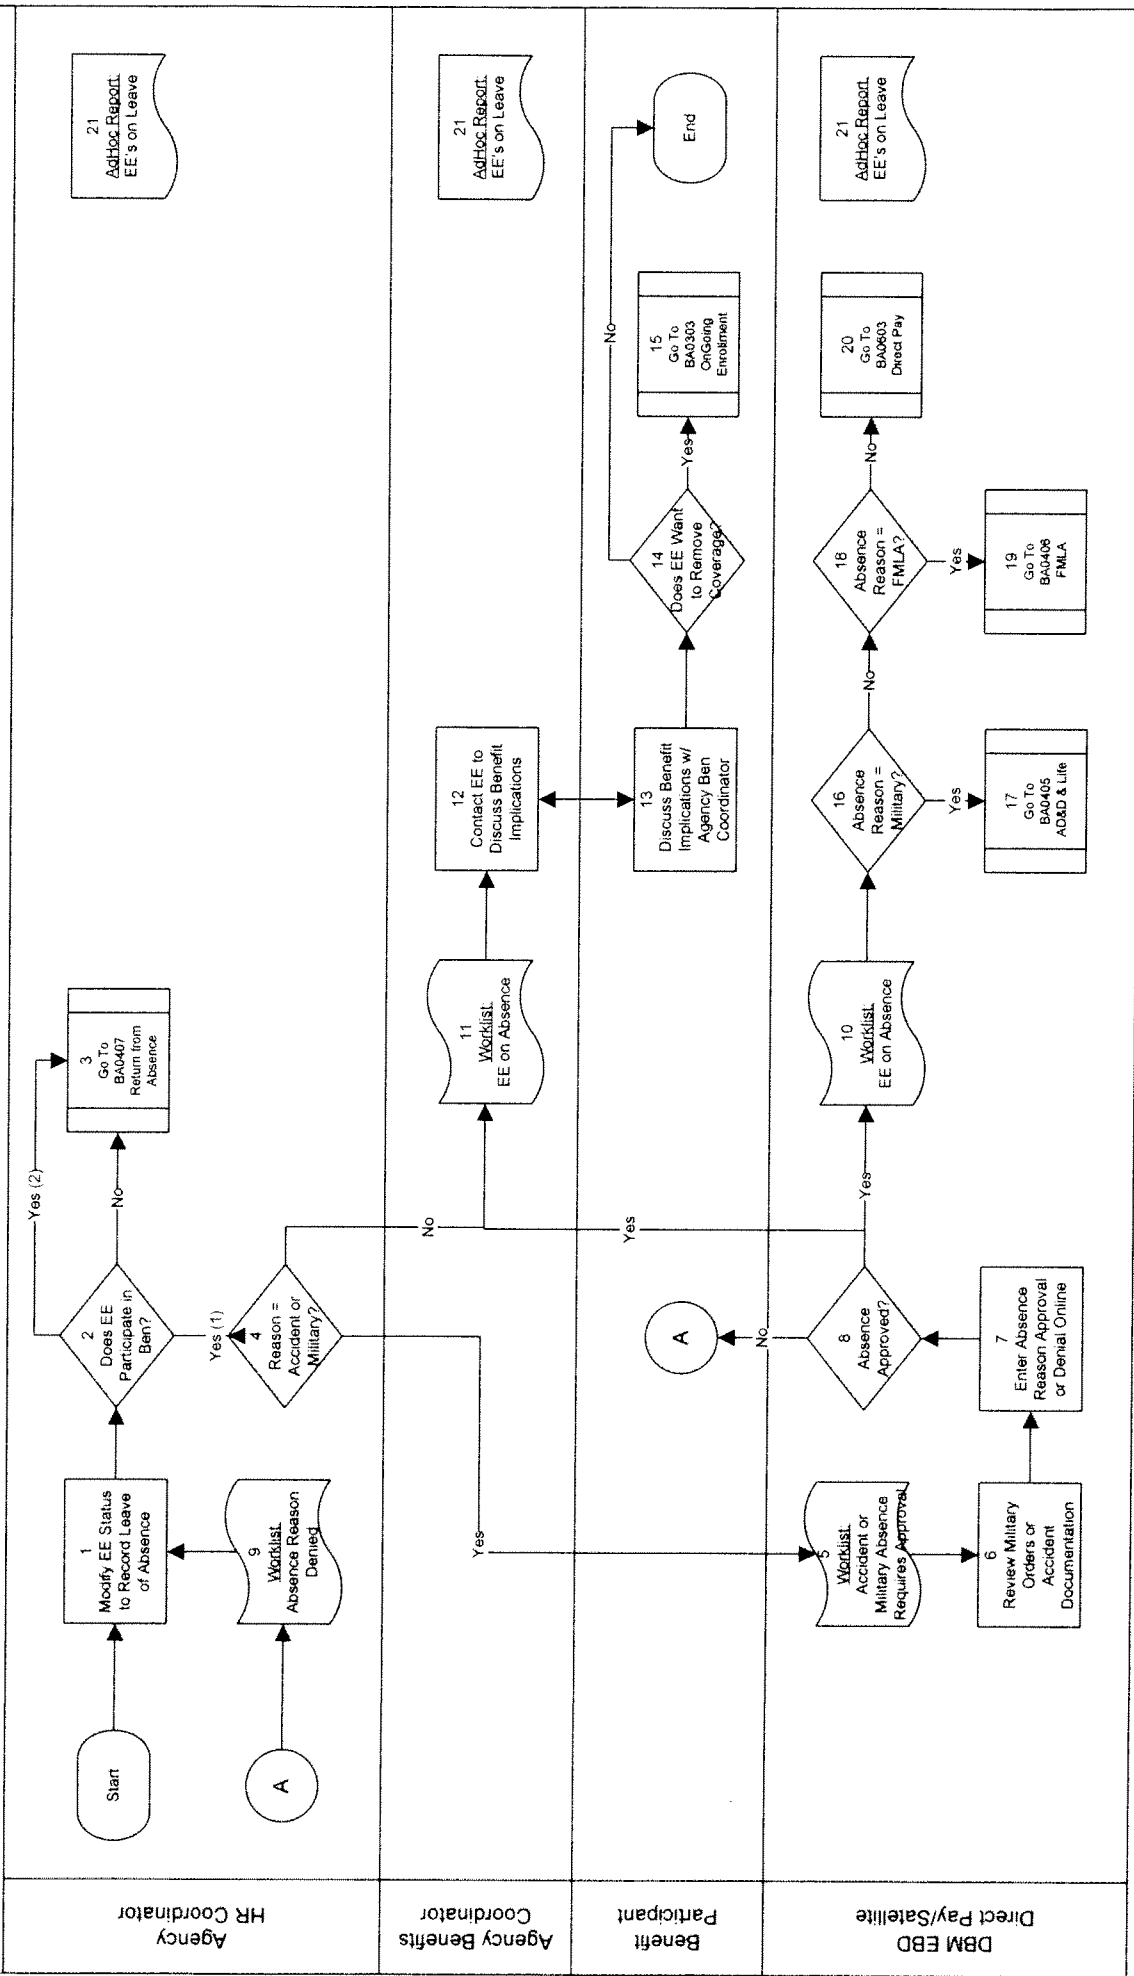 Agency
HR Coordinator
Start
1
Modify EE Status
to Record Leave
of Absence
2
Does EE
Participate in
Ben?
Yes (2)
No
3
Go To
BA0407
Return from
Absence
21
AdHoc Report:
EE's on Leave
A
9
Worklist:
Absence Reason
Denied
Yes (1)
4
Reason =
Accident or
Military?
Agency Benefits
Coordinator
Yes
No
11
Worklist:
EE on Absence
12
Contact EE to
Discuss Benefit
Implications
21
AdHoc Report:
EE's on Leave
Benefit
Participant
A
Yes
13
Discuss Benefit
Implications w/
Agency Ben
Coordinator
14
Does EE Want
to Remove
Coverage?
No
Yes
15
Go To
BA0303
OnGoing
Enrollment
End
DBM EBD
Direct Pay/Satellite
5
Worklist:
Accident or
Military Absence
Requires Approval
6
Review Military
Orders or
Accident
Documentation
7
Enter Absence
Reason Approval
or Denial Online
No
8
Absence
Approved?
Yes
10
Worklist:
EE on Absence
16
Absence
Reason =
Military?
Yes
17
Go To
BA0405
AD&D & Life
No
18
Absence
Reason =
FMLA?
Yes
19
Go To
BA0406
FMLA
No
20
Go To
BA0603
Direct Pay
21
AdHoc Report:
EE's on Leave